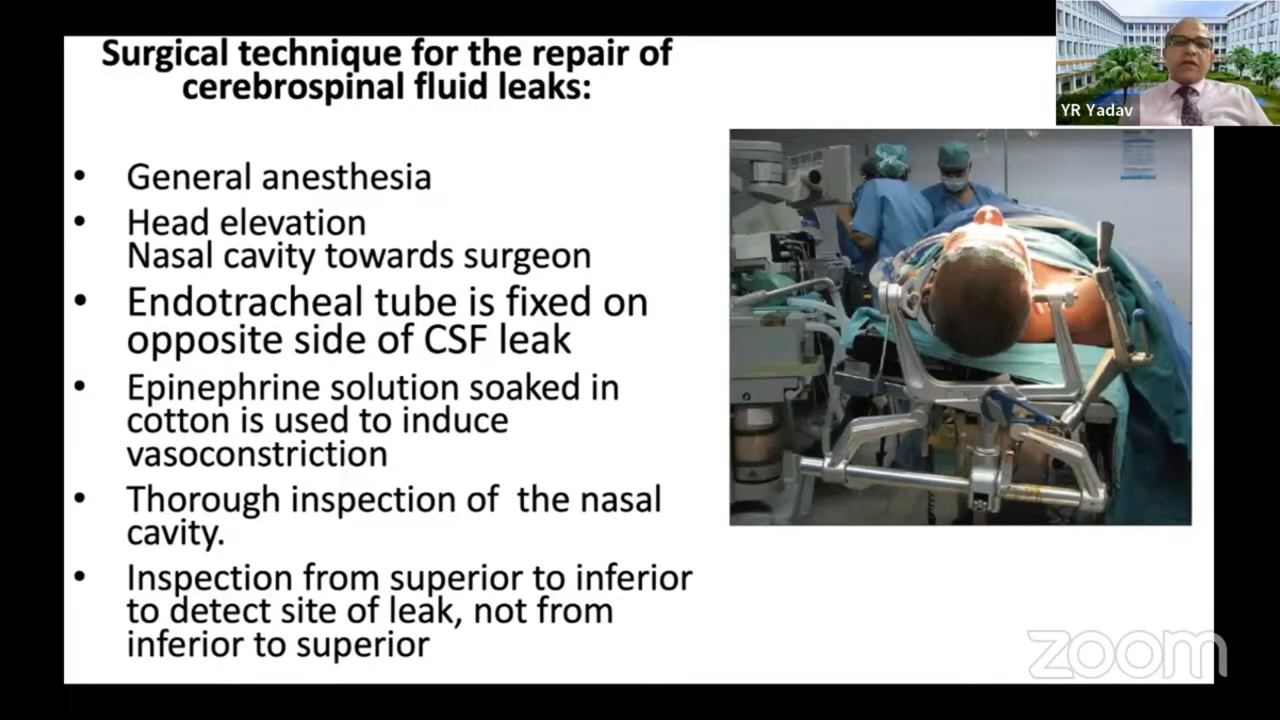 Surgical technique for the repair of
cerebrospinal fluid leaks:
• General anesthesia
• Head elevation
Nasal cavity towards surgeon
• Endotracheal tube is fixed on
opposite side of CSF leak
• Epinephrine solution soaked in
cotton is used to induce
vasoconstriction
• Thorough inspection of the nasal
cavity.
• Inspection from superior to inferior
to detect site of leak, not from
inferior to superior
YR Yadav
zoom